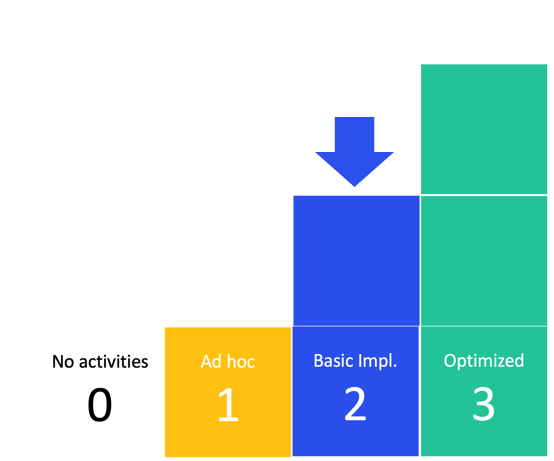 No activities
0
Ad hoc
1
Basic Impl.
2
Optimized
3